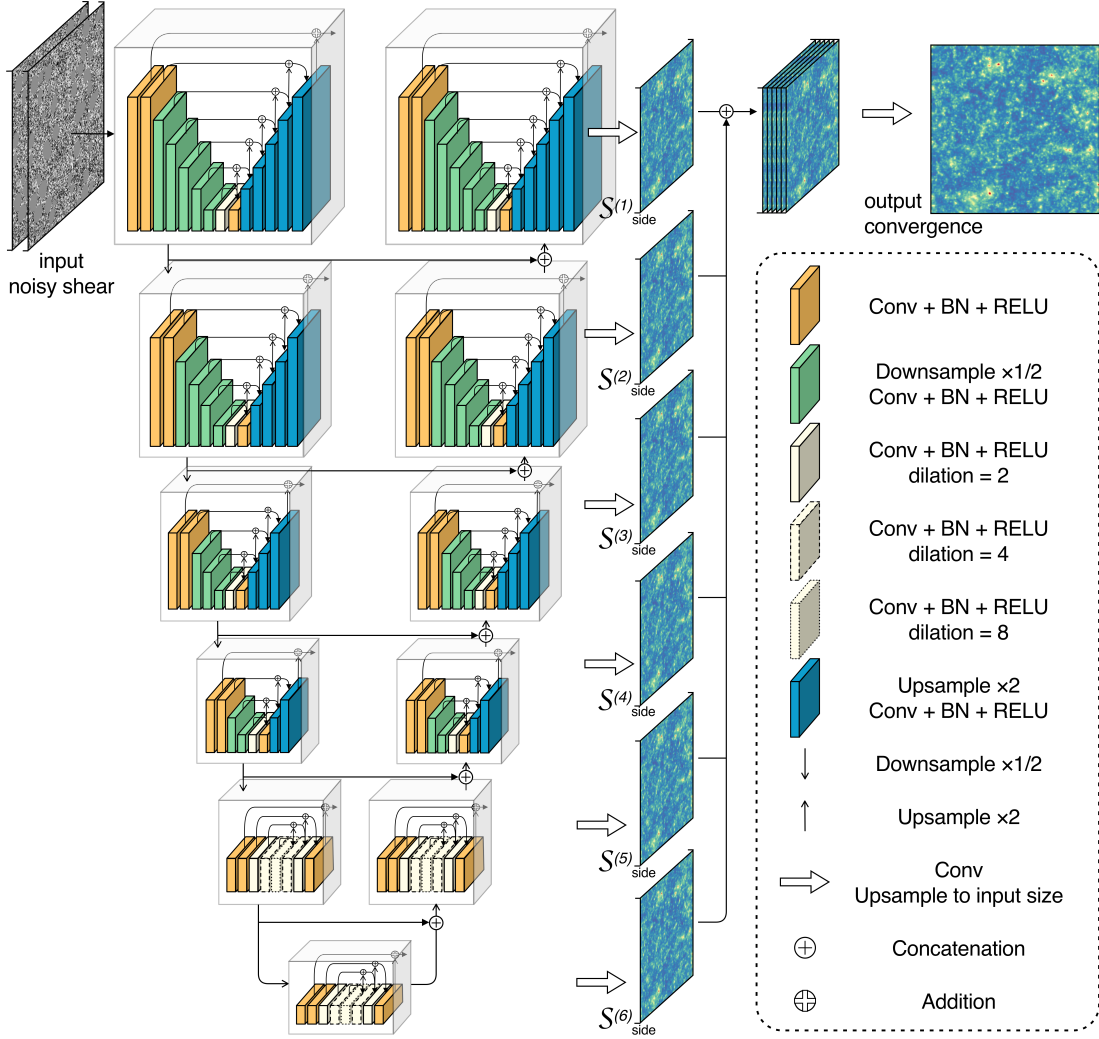 input
noisy shear
S(1)
side
S(2)
side
S(3)
side
S(4)
side
S(5)
side
S(6)
side
output
convergence
Conv + BN + RELU
Downsample ×1/2
Conv + BN + RELU
Conv + BN + RELU
dilation = 2
Conv + BN + RELU
dilation = 4
Conv + BN + RELU
dilation = 8
Upsample ×2
Conv + BN + RELU
Downsample ×1/2
Upsample ×2
Conv
Upsample to input size
Concatenation
Addition